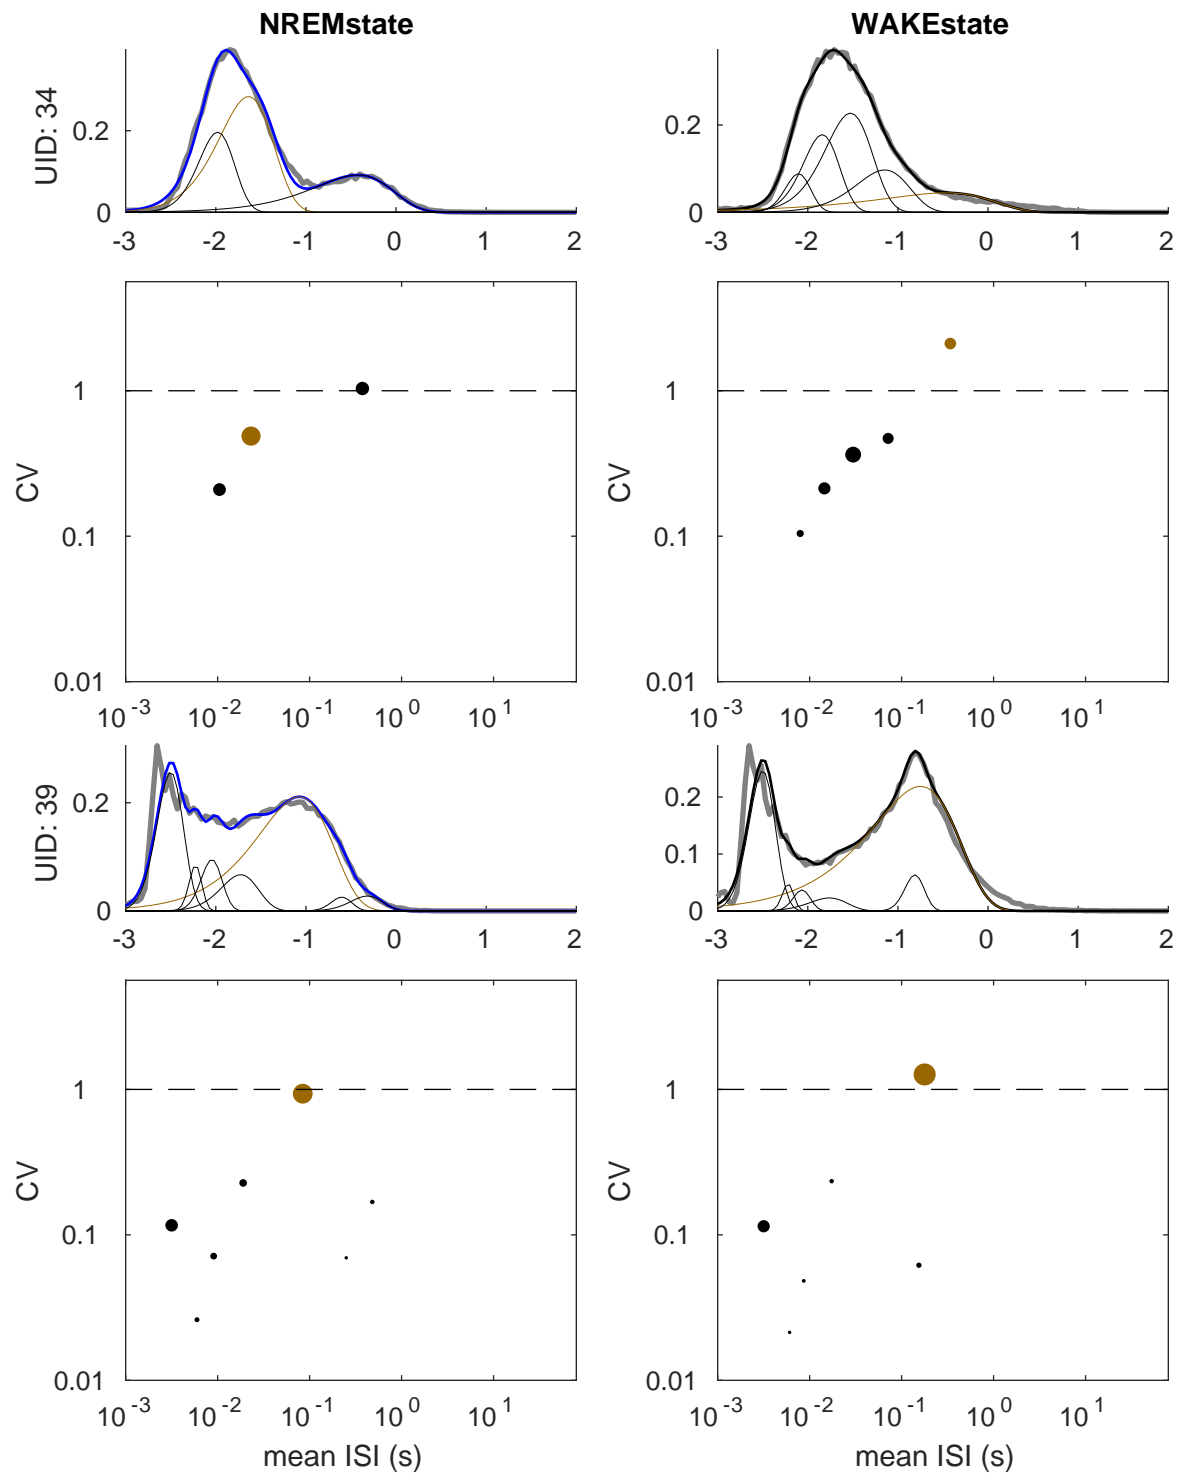 NREMstate WAKEstate
UID: 34
0.2 0.2
0 0
-3 -2 -1 0 1 2 -3 -2 -1 0 1 2
CV CV
1 1
0.1 0.1
0.01 0.01
10^-3 10^-2 10^-1 10^0 10^1 10^-3 10^-2 10^-1 10^0 10^1
UID: 39
0.2 0.2
0.1
0 0
-3 -2 -1 0 1 2 -3 -2 -1 0 1 2
CV CV
1 1
0.1 0.1
0.01 0.01
10^-3 10^-2 10^-1 10^0 10^1 10^-3 10^-2 10^-1 10^0 10^1
mean ISI (s) mean ISI (s)